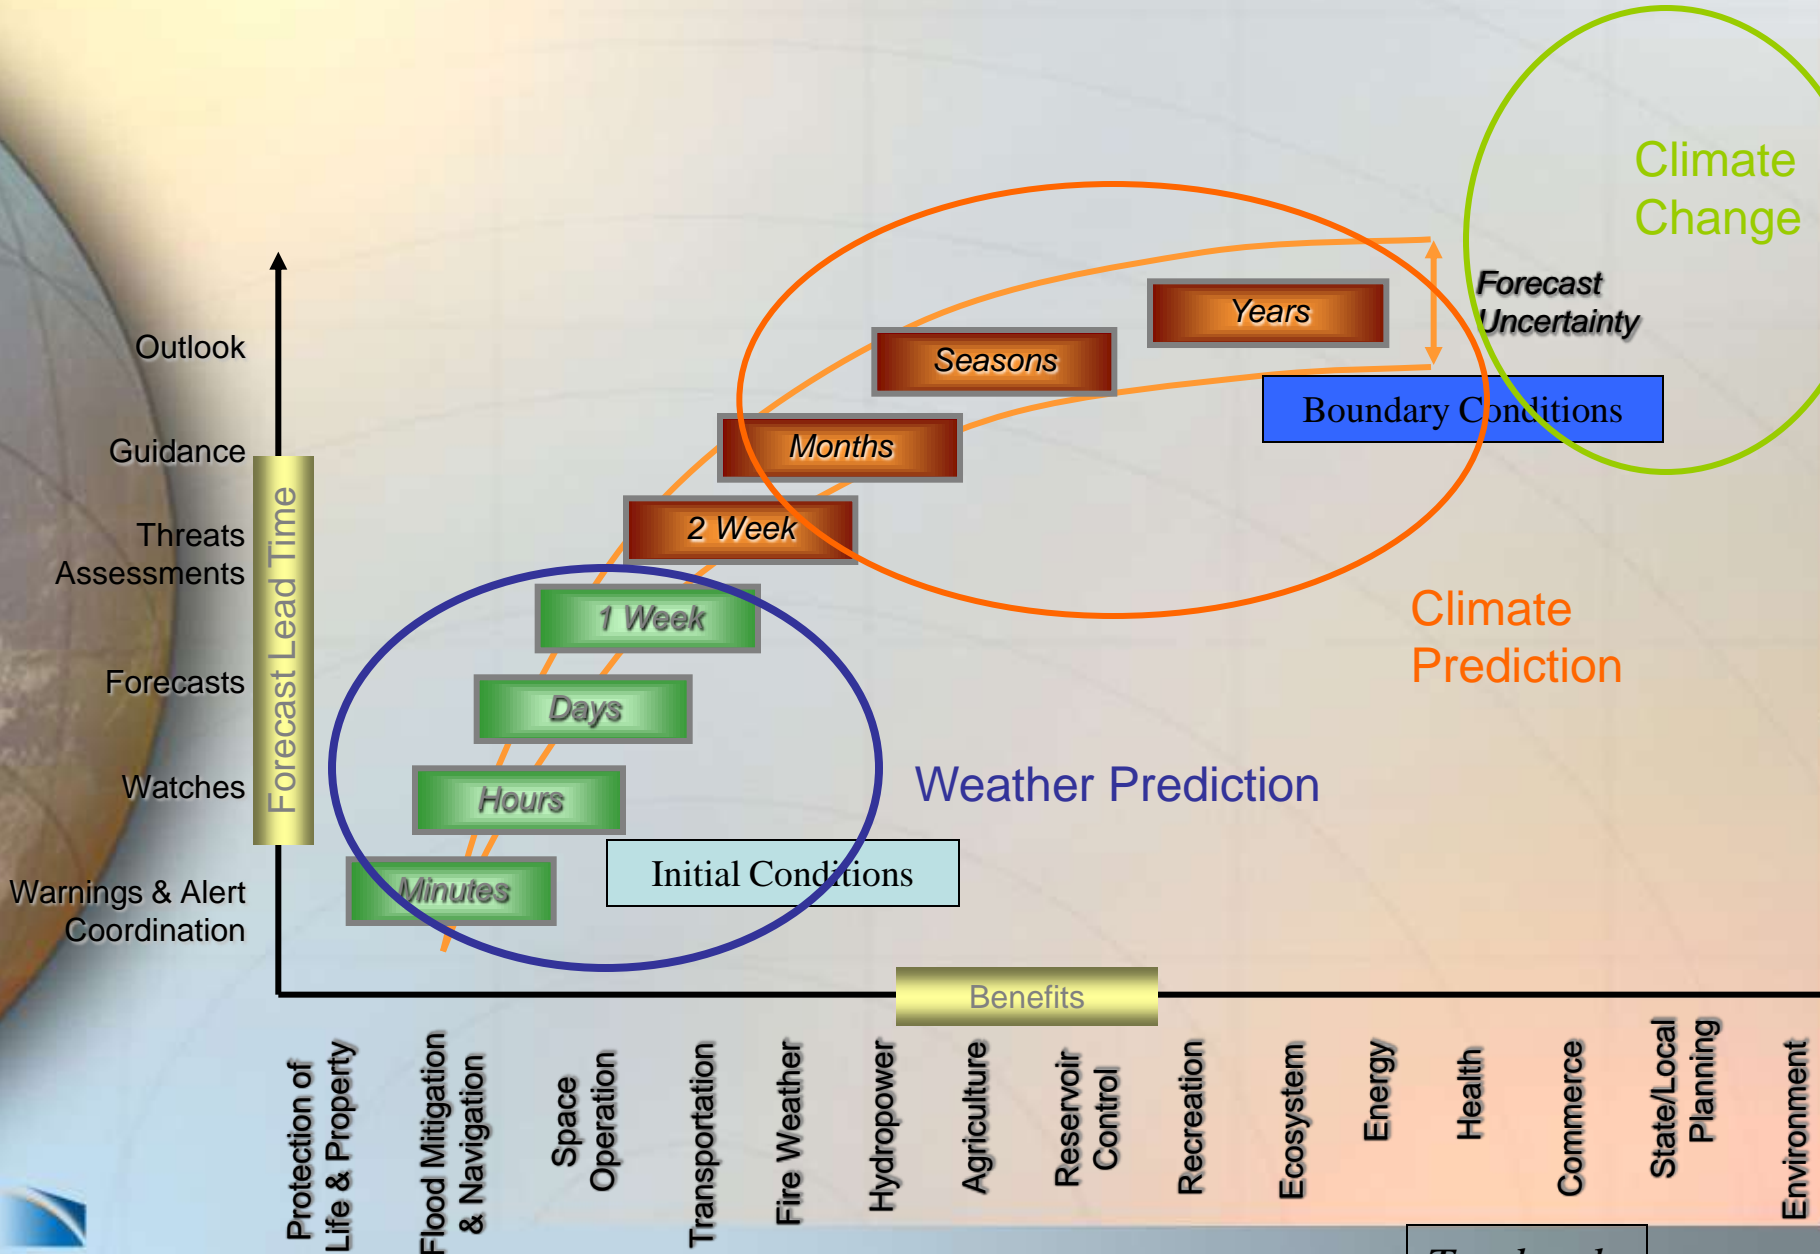 Climate
Change
Forecast
Uncertainty
Years
Outlook
Seasons
Boundary Conditions
Guidance
Months
Forecast Lead Time
Threats
Assessments
2 Week
1 Week
Climate
Prediction
Forecasts
Days
Watches
Hours
Weather Prediction
Initial Conditions
Warnings & Alert
Coordination
Minutes
Benefits
Protection of
Life & Property
Flood Mitigation
& Navigation
Space
Operation
Transportation
Fire Weather
Hydropower
Agriculture
Reservoir
Control
Recreation
Ecosystem
Energy
Health
Commerce
State/Local
Planning
Environment